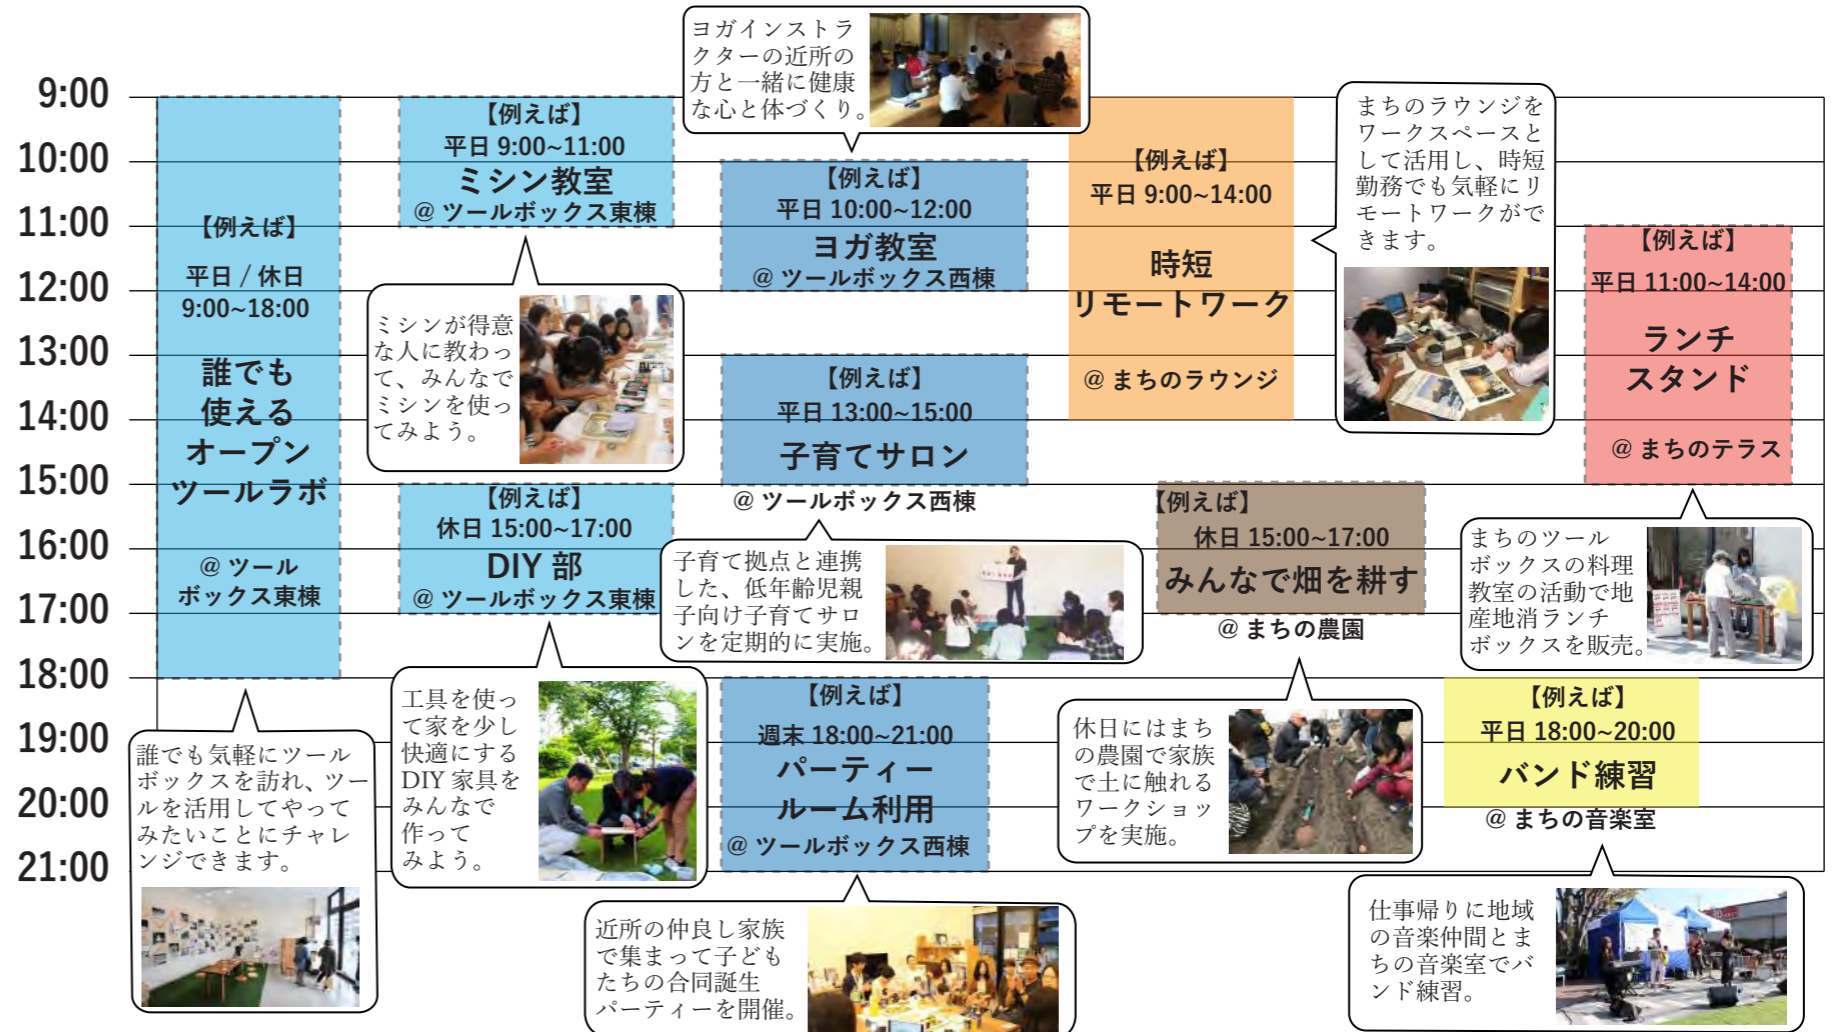 9:00
10:00
11:00
12:00
13:00
14:00
15:00
16:00
17:00
18:00
19:00
20:00
21:00
【例えば】
平日 / 休日
9:00~18:00
誰でも
使える
オープン
ツールラボ
@ ツール
ボックス東棟
誰でも気軽にツール
ボックスを訪れ、ツー
ルを活用してやって
みたいことにチャレ
ンジできます。
【例えば】
平日 9:00~11:00
ミシン教室
@ ツールボックス東棟
ミシンが得意
な人に教わっ
て、みんなで
ミシンを使っ
てみよう。
【例えば】
休日 15:00~17:00
DIY 部
@ ツールボックス東棟
工具を使っ
て家を少し
快適にする
DIY 家具を
みんなで
作って
みよう。
ヨガインストラ
クターの近所の
方と一緒に健康
な心と体づくり。
【例えば】
平日 10:00~12:00
ヨガ教室
@ ツールボックス西棟
【例えば】
平日 13:00~15:00
子育てサロン
@ ツールボックス西棟
子育て拠点と連携
した、低年齢児親
子向け子育てサロ
ンを定期的に実施。
【例えば】
週末 18:00~21:00
パーティー
ルーム利用
@ ツールボックス西棟
近所の仲良し家族
で集まって子ども
たちの合同誕生
パーティーを開催。
【例えば】
平日 9:00~14:00
時短
リモートワーク
@ まちのラウンジ
まちのラウンジを
ワークスペースと
して活用し、時短
勤務でも気軽にリ
モートワークがで
きます。
【例えば】
休日 15:00~17:00
みんなで畑を耕す
@ まちの農園
休日にはまち
の農園で家族
で土に触れる
ワークショッ
プを実施。
【例えば】
平日 11:00~14:00
ランチ
スタンド
@ まちのテラス
まちのツール
ボックスの料理
教室の活動で地
産地消ランチ
ボックスを販売。
【例えば】
平日 18:00~20:00
バンド練習
@ まちの音楽室
仕事帰りに地域
の音楽仲間とま
ちの音楽室でバ
ンド練習。